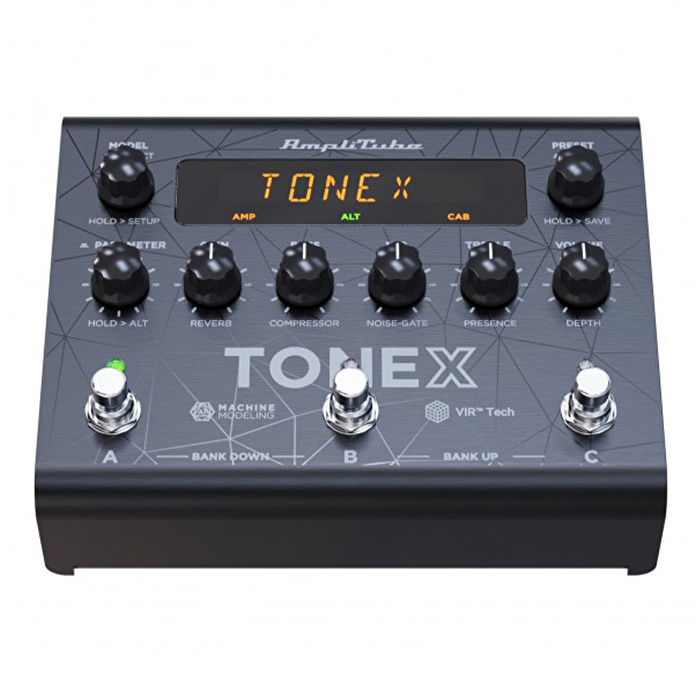 MODEL
AmpliTube
PRESET
TONEX
HOLD > SETUP
AMP
ALT
CAB
HOLD > SAVE
VOLUME
HOLD > ALT
REVERB
COMPRESSOR
NOISE-GATE
PRESENCE
DEPTH
TONEX
MACHINE
MODELING
VIR™ Tech
A
BANK DOWN
B
BANK UP
C